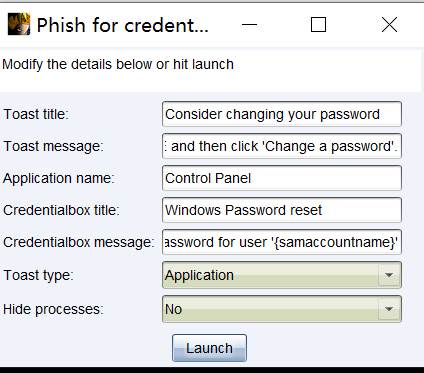 Phish for credent...
Modify the details below or hit launch
Toast title: Consider changing your password
Toast message: and then click 'Change a password'.
Application name: Control Panel
Credentialbox title: Windows Password reset
Credentialbox message: assword for user '{samaccountname}'
Toast type: Application
Hide processes: No
Launch